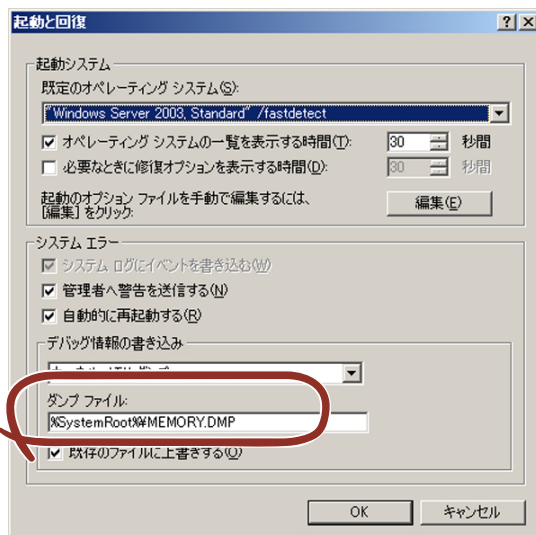 起動と回復
起動システム
既定のオペレーティング システム(S):
"Windows Server 2003, Standard" /fastdetect
オペレーティング システムの一覧を表示する時間(T): 30 秒間
必要なときに修復オプションを表示する時間(D): 30 秒間
起動のオプション ファイルを手動で編集するには、
[編集] をクリック:
編集(E)
システム エラー
システム ログにイベントを書き込む(W)
管理者へ警告を送信する(N)
自動的に再起動する(R)
デバッグ情報の書き込み
ダンプ ファイル:
%SystemRoot%¥MEMORY.DMP
既存のファイルに上書きする(O)
OK キャンセル